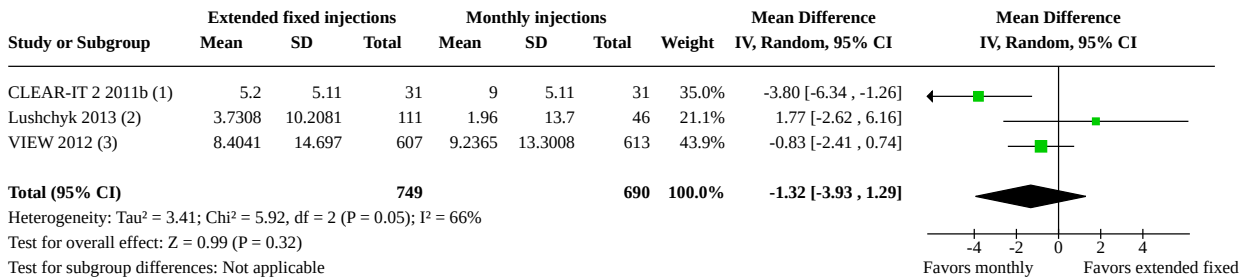 Extended fixed injections Monthly injections Mean Difference Mean Difference
Study or Subgroup Mean SD Total Mean SD Total Weight IV, Random, 95% CI IV, Random, 95% CI
CLEAR-IT 2 2011b (1) 5.2 5.11 31 9 5.11 31 35.0% -3.80 [-6.34 , -1.26]
Lushchyk 2013 (2) 3.7308 10.2081 111 1.96 13.7 46 21.1% 1.77 [-2.62 , 6.16]
VIEW 2012 (3) 8.4041 14.697 607 9.2365 13.3008 613 43.9% -0.83 [-2.41 , 0.74]
Total (95% CI) 749 690 100.0% -1.32 [-3.93 , 1.29]
Heterogeneity: Tau² = 3.41; Chi² = 5.92, df = 2 (P = 0.05); I² = 66%
Test for overall effect: Z = 0.99 (P = 0.32) -4 -2 0 2 4
Test for subgroup differences: Not applicable Favors monthly Favors extended fixed